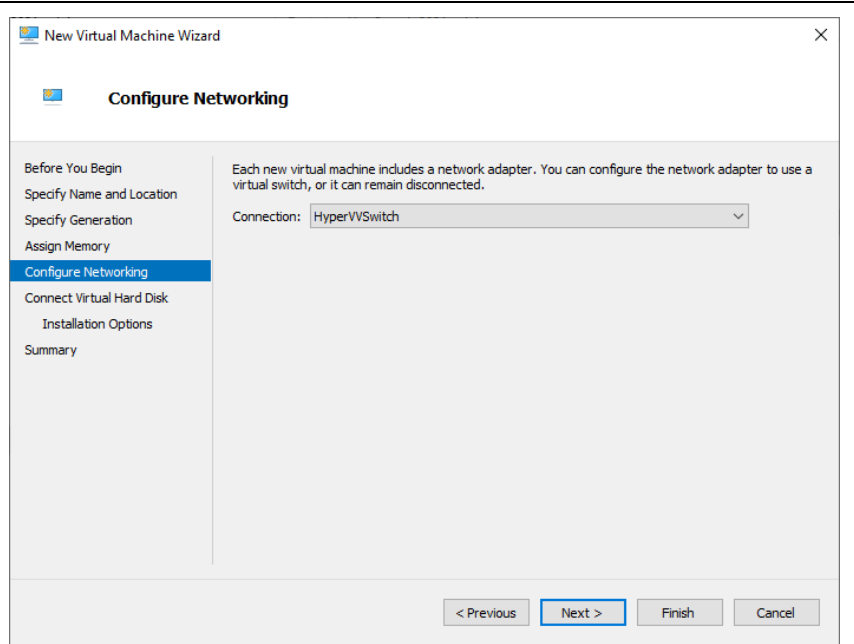 New Virtual Machine Wizard
Configure Networking
Before You Begin
Specify Name and Location
Specify Generation
Assign Memory
Configure Networking
Connect Virtual Hard Disk
Installation Options
Summary
Each new virtual machine includes a network adapter. You can configure the network adapter to use a
virtual switch, or it can remain disconnected.
Connection: HyperVVSwitch
< Previous Next > Finish Cancel